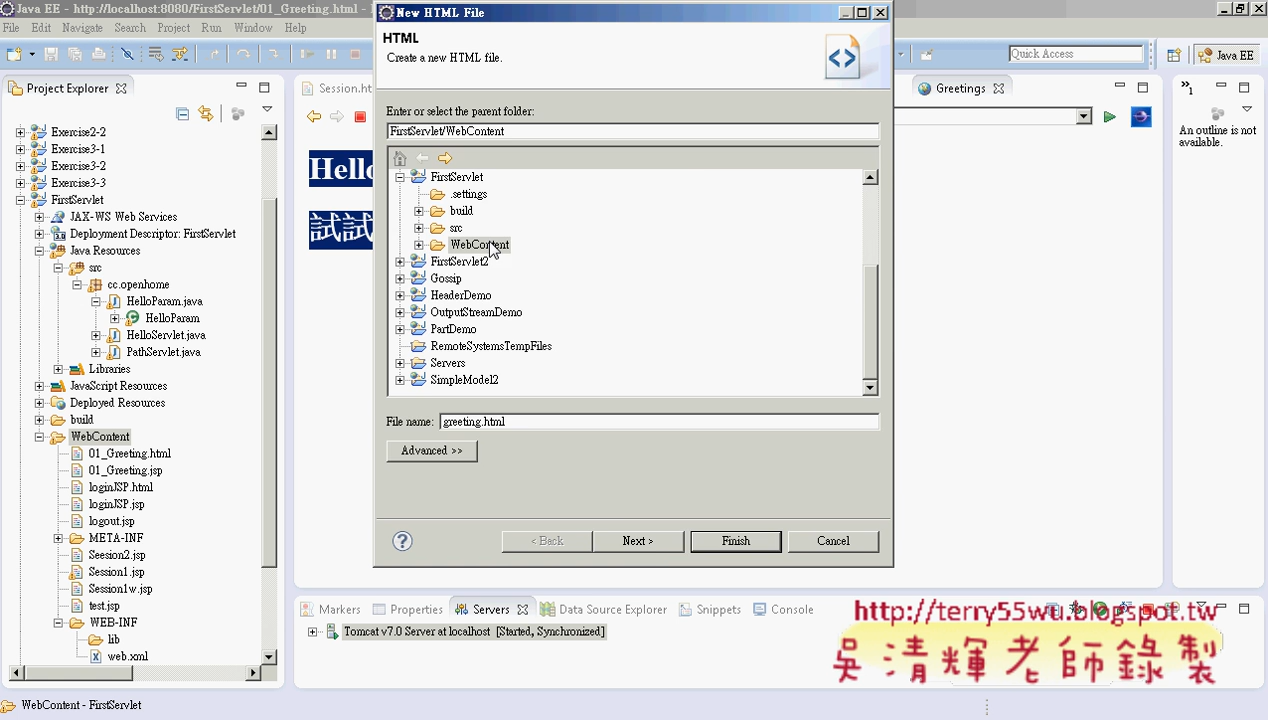 Java EE - http://localhost:8080/FirstServlet/01_Greeting.html -
File Edit Navigate Search Project Run Window Help
Quick Access
Java EE
Project Explorer
Exercise2-2
Exercise3-1
Exercise3-2
Exercise3-3
FirstServlet
JAX-WS Web Services
Deployment Descriptor: FirstServlet
Java Resources
src
cc.openhome
HelloParam.java
HelloParam
HelloServlet.java
PathServlet.java
Libraries
JavaScript Resources
Deployed Resources
build
WebContent
01_Greeting.html
01_Greeting.jsp
loginJSP.html
loginJSP.jsp
logout.jsp
META-INF
Session2.jsp
Session1.jsp
Session1w.jsp
test.jsp
WEB-INF
lib
web.xml
WebContent - FirstServlet
Session.ht
Hello
試試
New HTML File
HTML
Create a new HTML file.
Enter or select the parent folder:
FirstServlet/WebContent
FirstServlet
.settings
build
src
WebContent
FirstServlet2
Gossip
HeaderDemo
OutputStreamDemo
PartDemo
RemoteSystemsTempFiles
Servers
SimpleModel2
File name: greeting.html
Advanced >>
< Back Next > Finish Cancel
Greetings
An outline is not available.
Markers Properties Servers Data Source Explorer Snippets Console
Tomcat v7.0 Server at localhost [Started, Synchronized]
http://terry55wu.blogspot.tw
吳清輝老師錄製